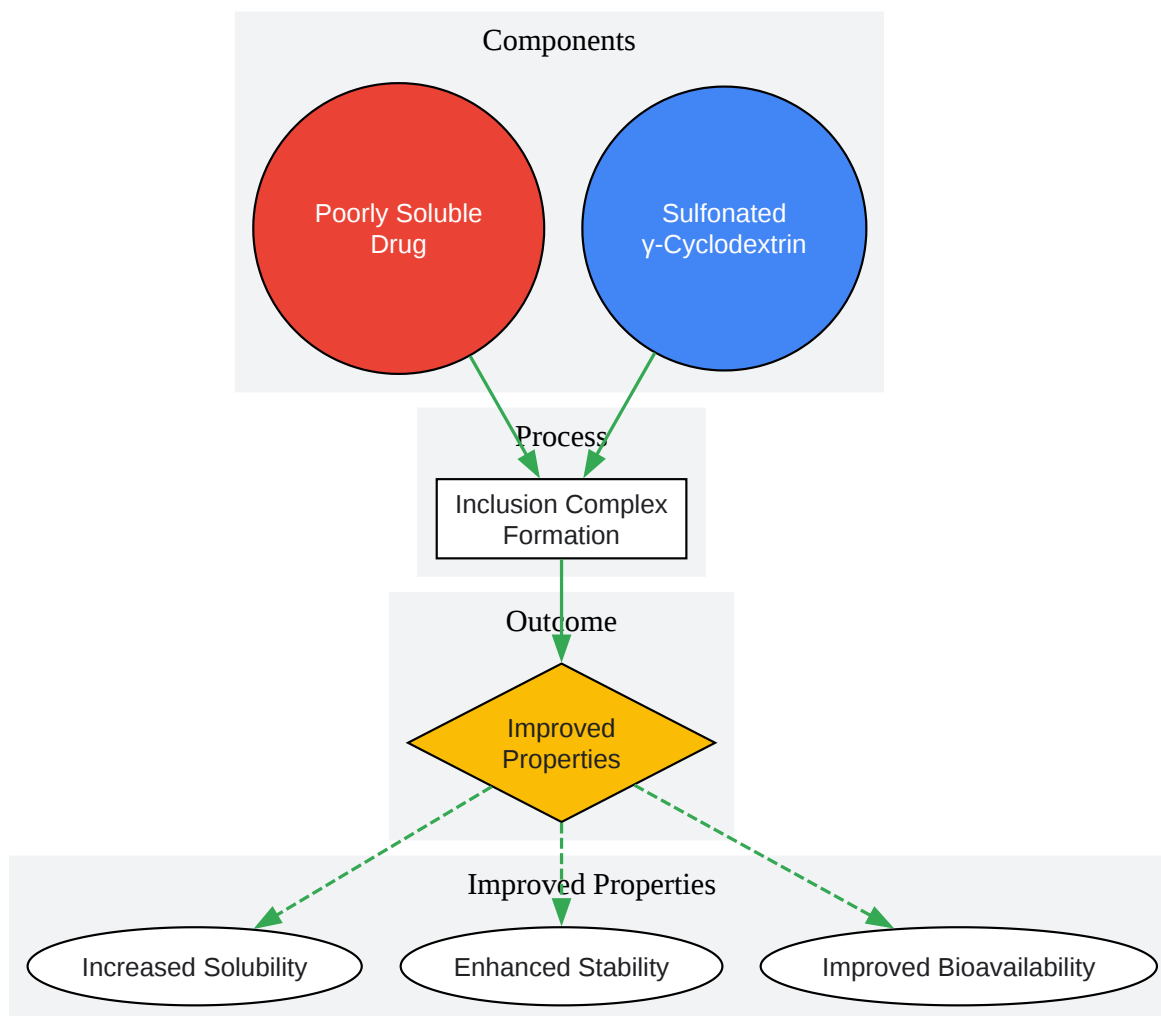 Components
Poorly Soluble
Drug
Sulfonated
γ-Cyclodextrin
Process
Inclusion Complex
Formation
Outcome
Improved
Properties
Improved Properties
Increased Solubility
Enhanced Stability
Improved Bioavailability